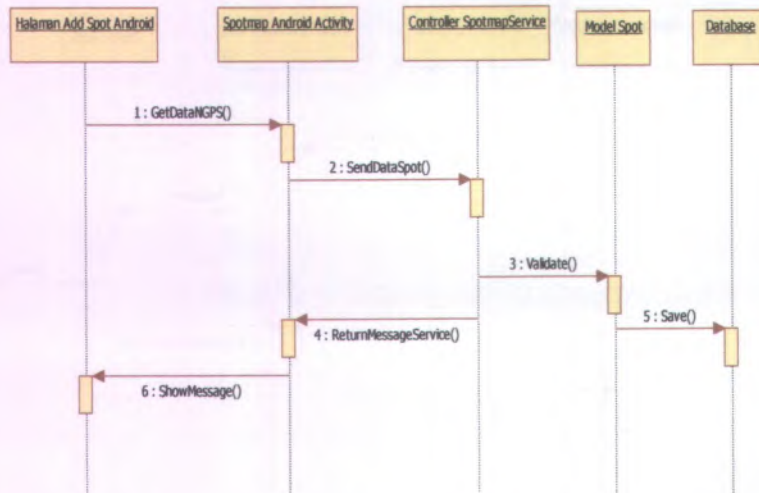 Halaman Add Spot Android
Spotmap Android Activity
Controller SpotmapService
Model Spot
Database
1 : GetDataNGPS()
2 : SendDataSpot()
3 : Validate()
4 : ReturnMessageService()
5 : Save()
6 : ShowMessage()